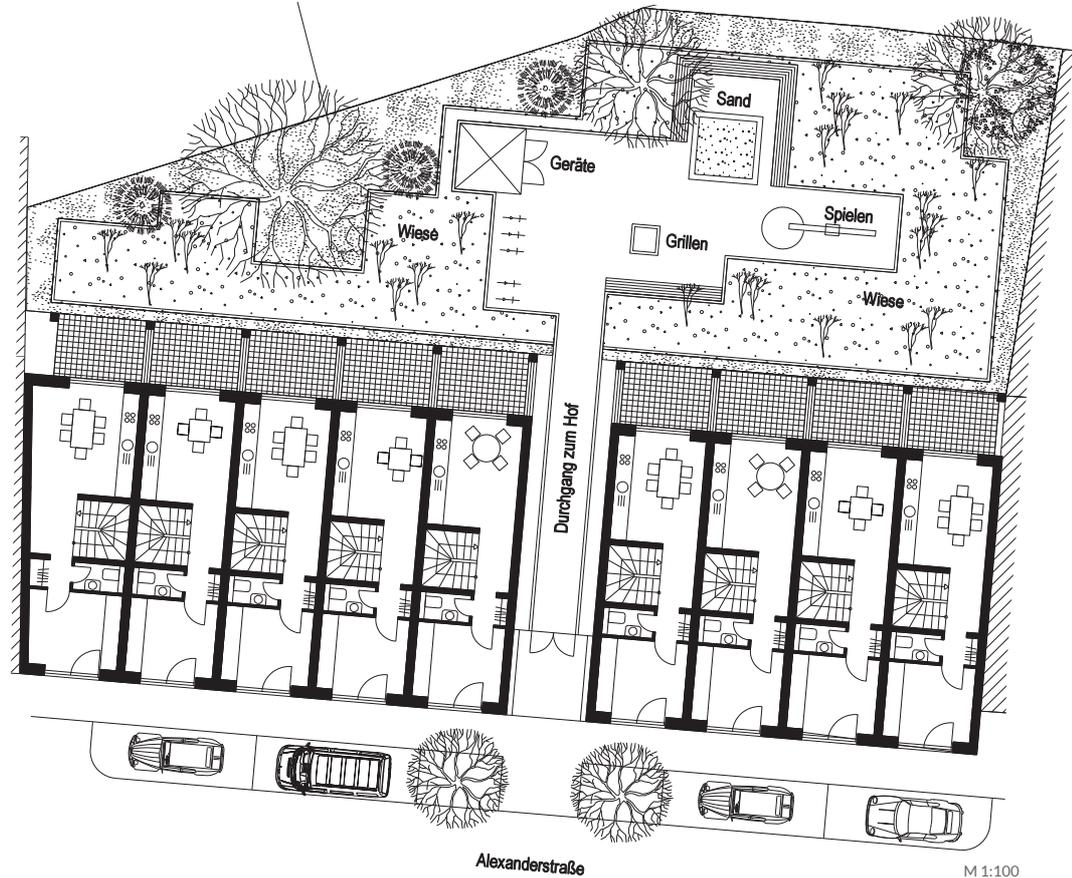 Sand
Geräte
Spielen
Wiese
Grillen
Wiese
Durchgang zum Hof
Alexanderstraße
M 1:100